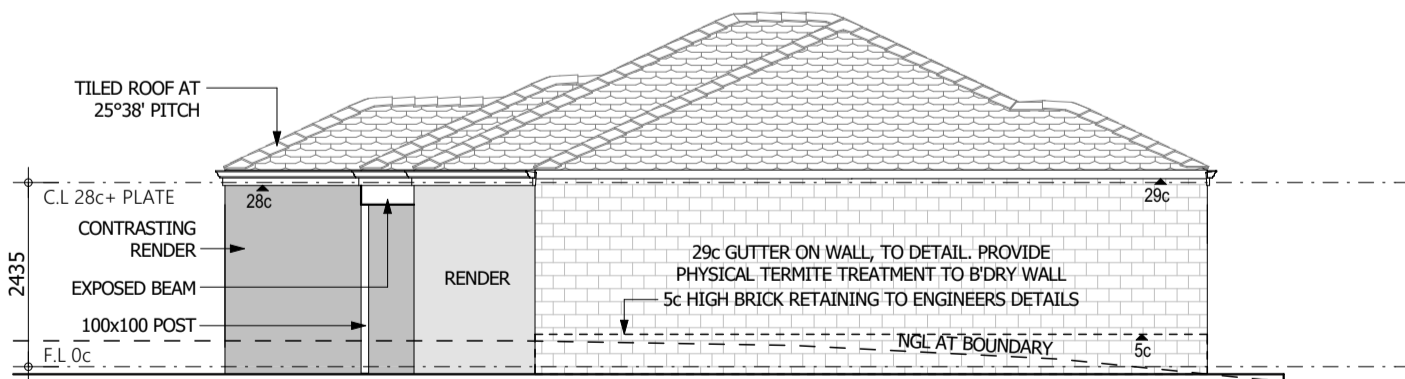 TILED ROOF AT
25°38' PITCH
C.L 28c+ PLATE
28c
29c
CONTRASTING
RENDER
29c GUTTER ON WALL, TO DETAIL. PROVIDE
PHYSICAL TERMITE TREATMENT TO B'DRY WALL
2435
RENDER
EXPOSED BEAM
5c HIGH BRICK RETAINING TO ENGINEERS DETAILS
100x100 POST
NGL AT BOUNDARY
5c
F.L 0c